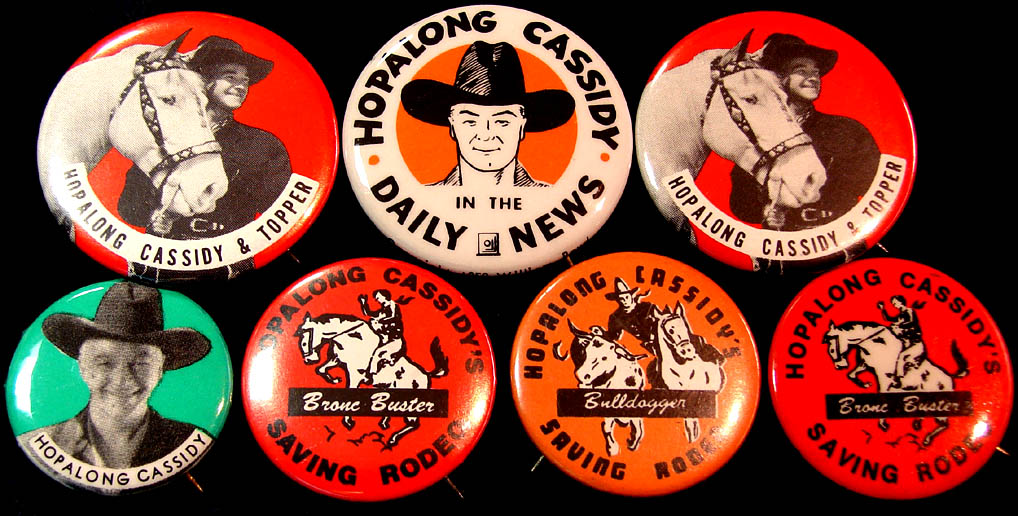 HOPALONG CASSIDY & TOPPER
HOPALONG CASSIDY
IN THE
DAILY NEWS
HOPALONG CASSIDY & TOPPER
HOPALONG CASSIDY
HOPALONG CASSIDY'S
Bronc Buster
SAVING RODEO
HOPALONG CASSIDY'S
Bulldogger
SAVING RODEO
HOPALONG CASSIDY'S
Bronc Buster
SAVING RODEO